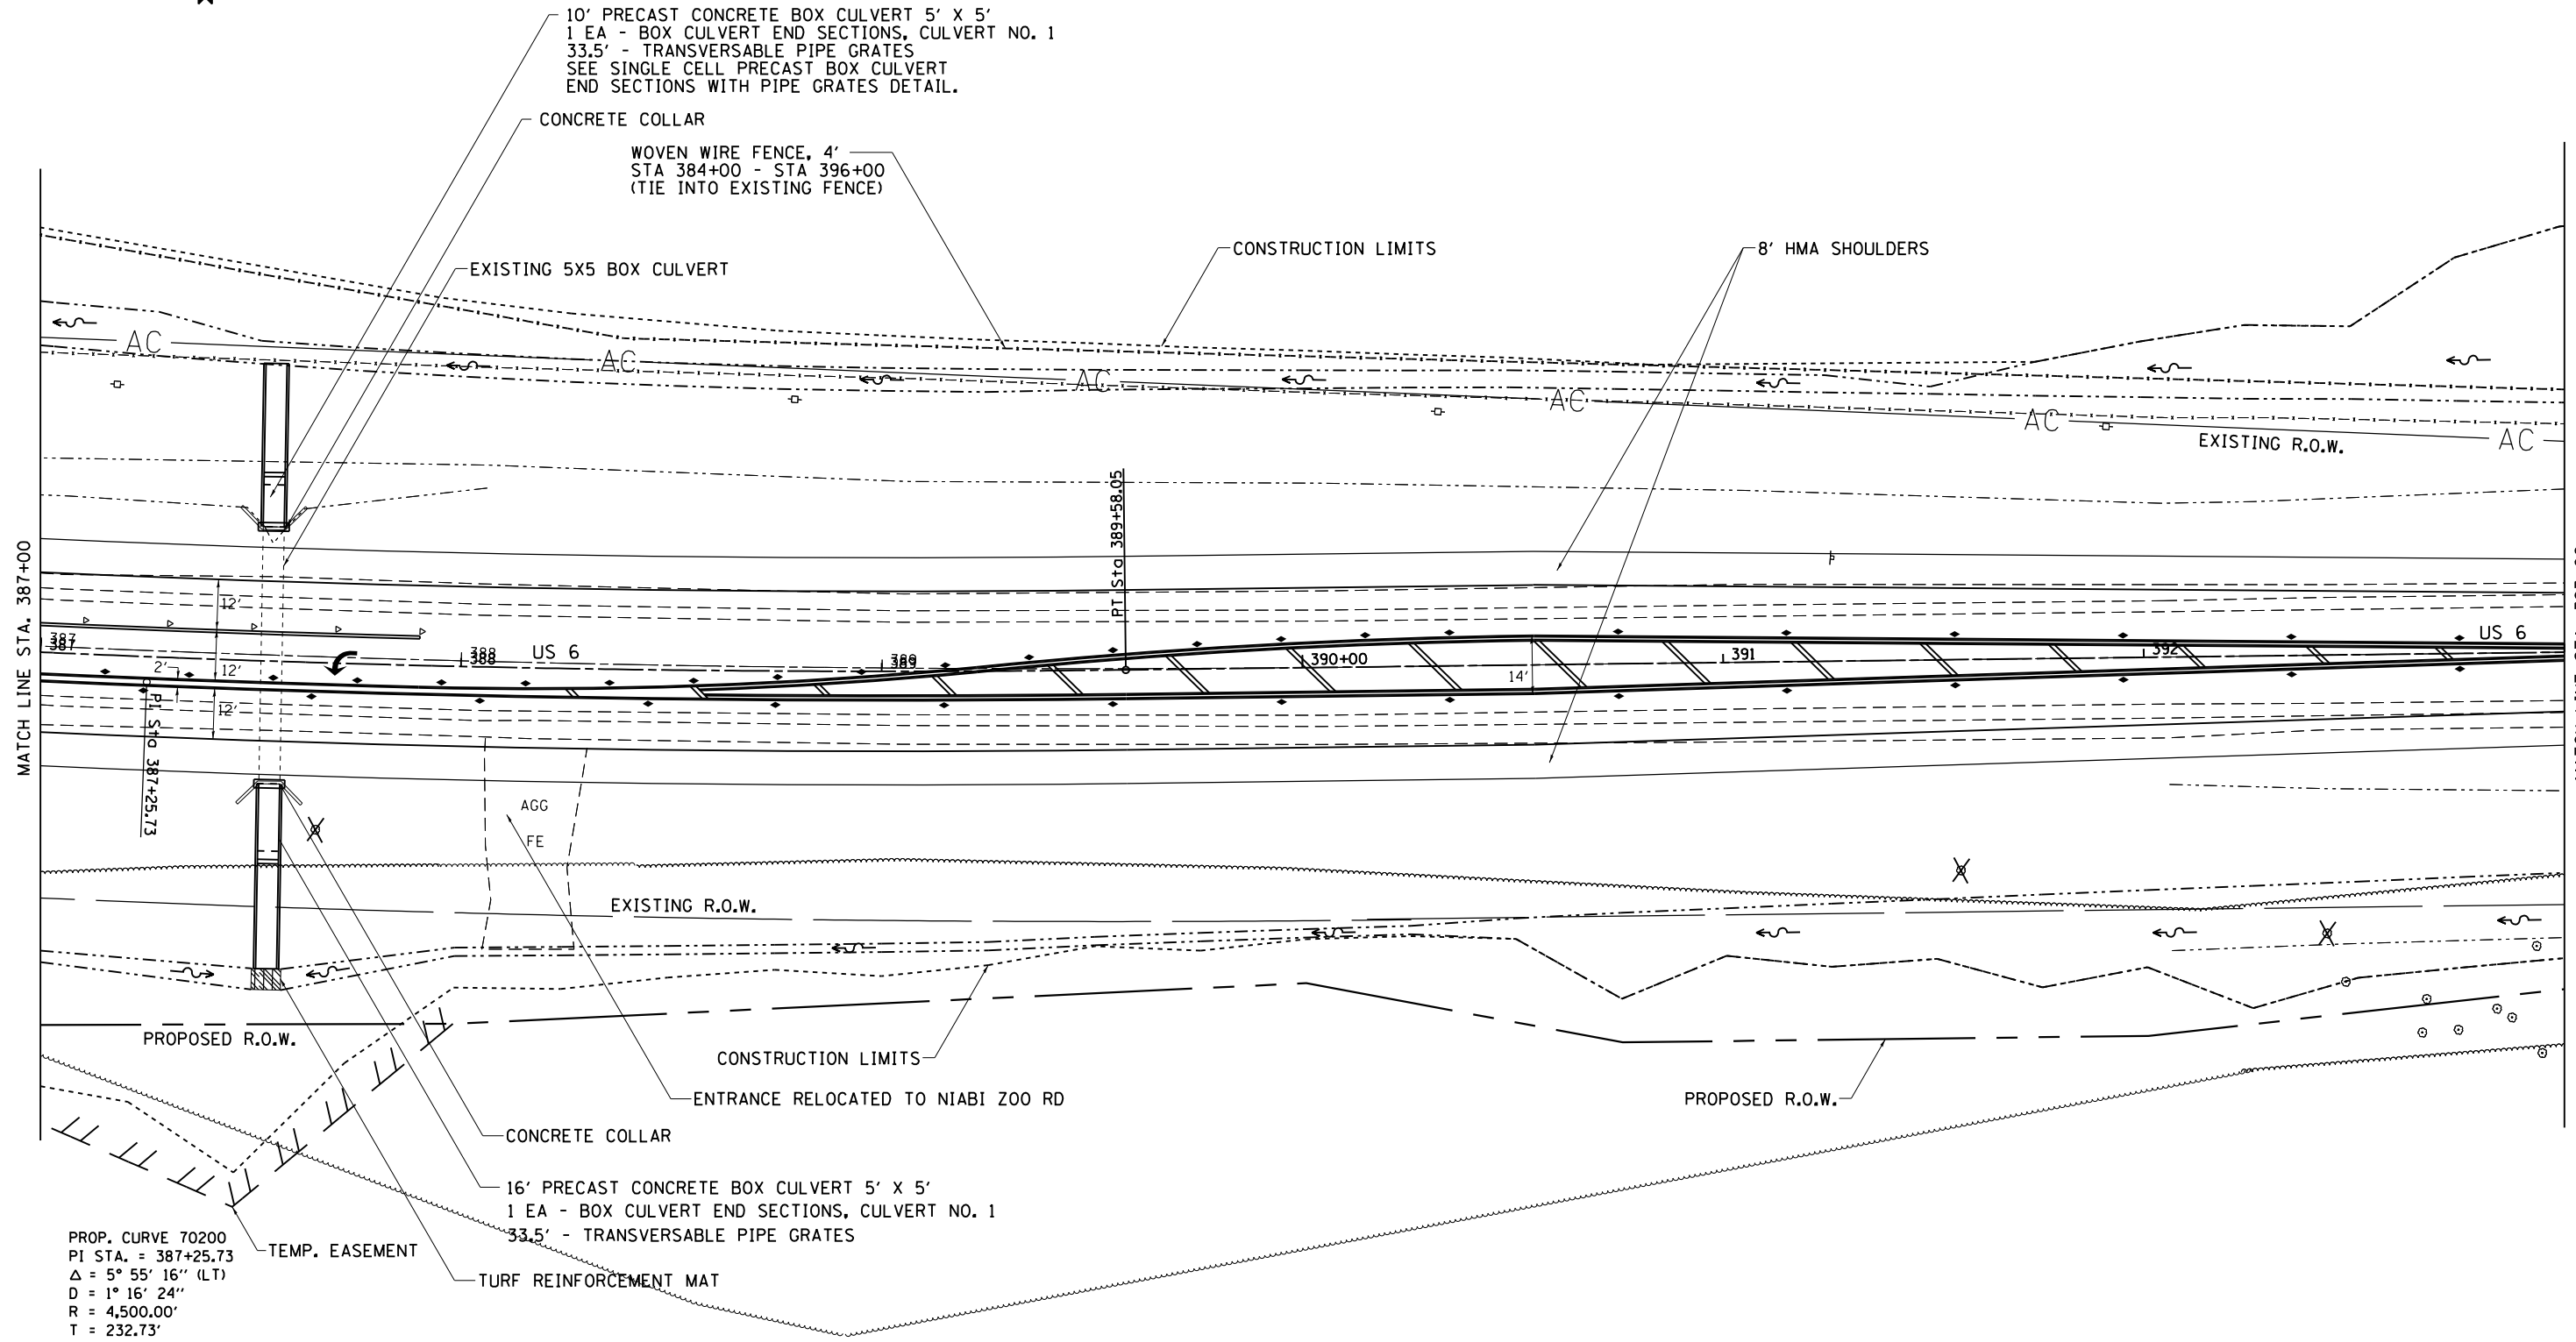 10' PRECAST CONCRETE BOX CULVERT 5' X 5'
1 EA - BOX CULVERT END SECTIONS, CULVERT NO. 1
33.5' - TRANSVERSABLE PIPE GRATES
SEE SINGLE CELL PRECAST BOX CULVERT
END SECTIONS WITH PIPE GRATES DETAIL.
CONCRETE COLLAR
WOVEN WIRE FENCE, 4'
STA 384+00 - STA 396+00
(TIE INTO EXISTING FENCE)
CONSTRUCTION LIMITS
8' HMA SHOULDERS
EXISTING 5X5 BOX CULVERT
AC
AC
AC
AC
AC
AC
EXISTING R.O.W.
MATCH LINE STA. 387+00
PT Sta 389+58.05
12'
12'
12'
2'
387
387
388
388
US 6
389
389
390+00
391
392
US 6
14'
PI Sta 387+25.73
AGG
FE
EXISTING R.O.W.
PROPOSED R.O.W.
CONSTRUCTION LIMITS
ENTRANCE RELOCATED TO NIABI ZOO RD
PROPOSED R.O.W.
CONCRETE COLLAR
16' PRECAST CONCRETE BOX CULVERT 5' X 5'
1 EA - BOX CULVERT END SECTIONS, CULVERT NO. 1
33.5' - TRANSVERSABLE PIPE GRATES
TEMP. EASEMENT
TURF REINFORCEMENT MAT
PROP. CURVE 70200
PI STA. = 387+25.73
Δ = 5° 55' 16'' (LT)
D = 1° 16' 24''
R = 4,500.00'
T = 232.73'